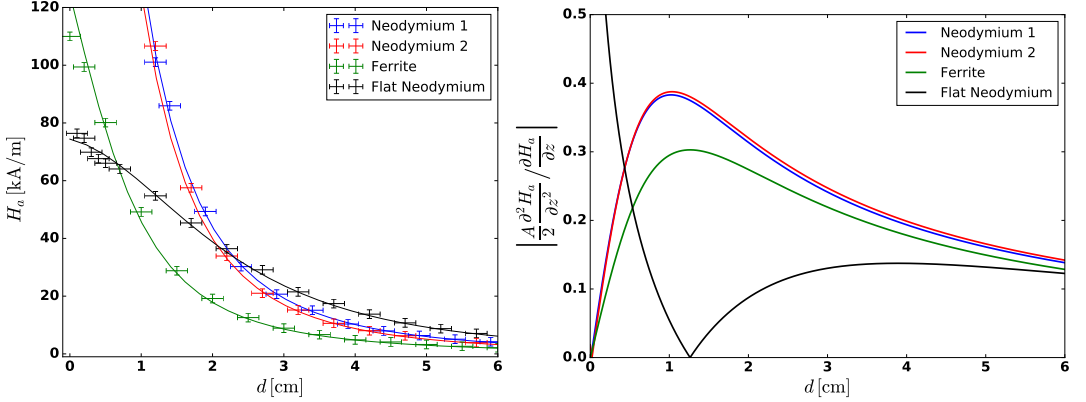 120
100
80
60
40
20
0
H_a [kA/m]
0 1 2 3 4 5 6
d [cm]
Neodymium 1
Neodymium 2
Ferrite
Flat Neodymium
0.5
0.4
0.3
0.2
0.1
0.0
|A/2 ∂²H_a/∂z² / ∂H_a/∂z|
0 1 2 3 4 5 6
d [cm]
Neodymium 1
Neodymium 2
Ferrite
Flat Neodymium